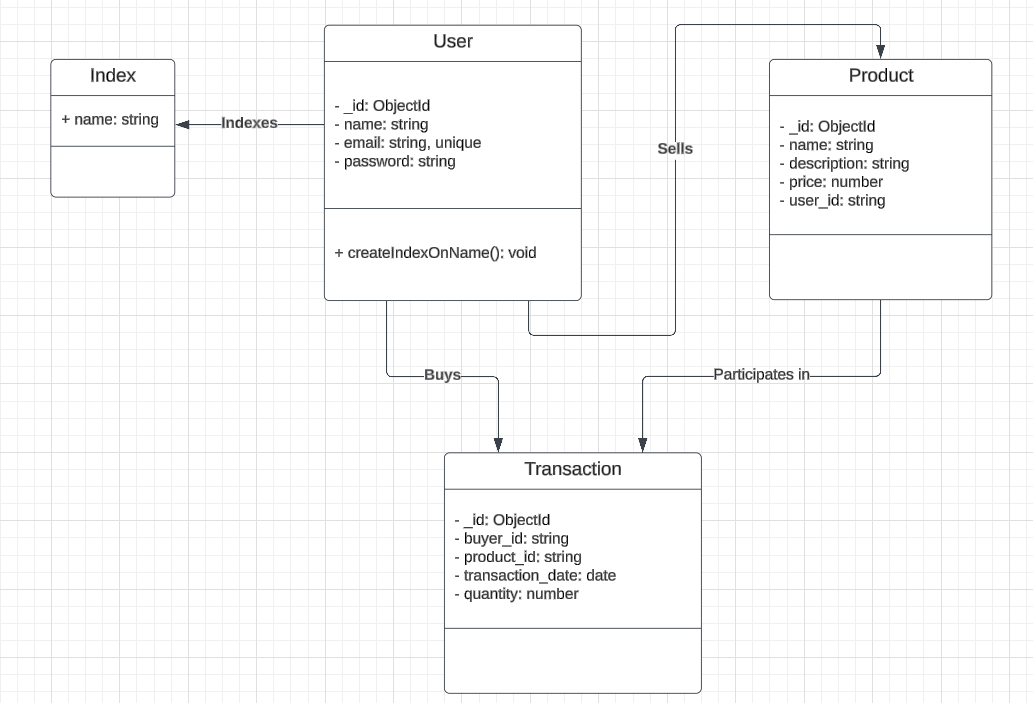 User
- _id: ObjectId
- name: string
- email: string, unique
- password: string
+ createIndexOnName(): void
Index
+ name: string
Indexes
Sells
Product
- _id: ObjectId
- name: string
- description: string
- price: number
- user_id: string
Buys
Participates in
Transaction
- _id: ObjectId
- buyer_id: string
- product_id: string
- transaction_date: date
- quantity: number